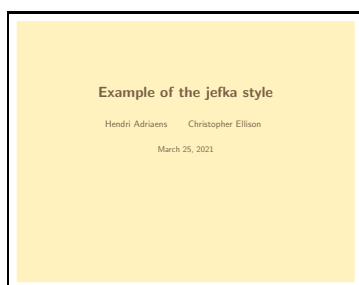 Example of the jefka style
Hendri Adriaens Christopher Ellison
March 25, 2021